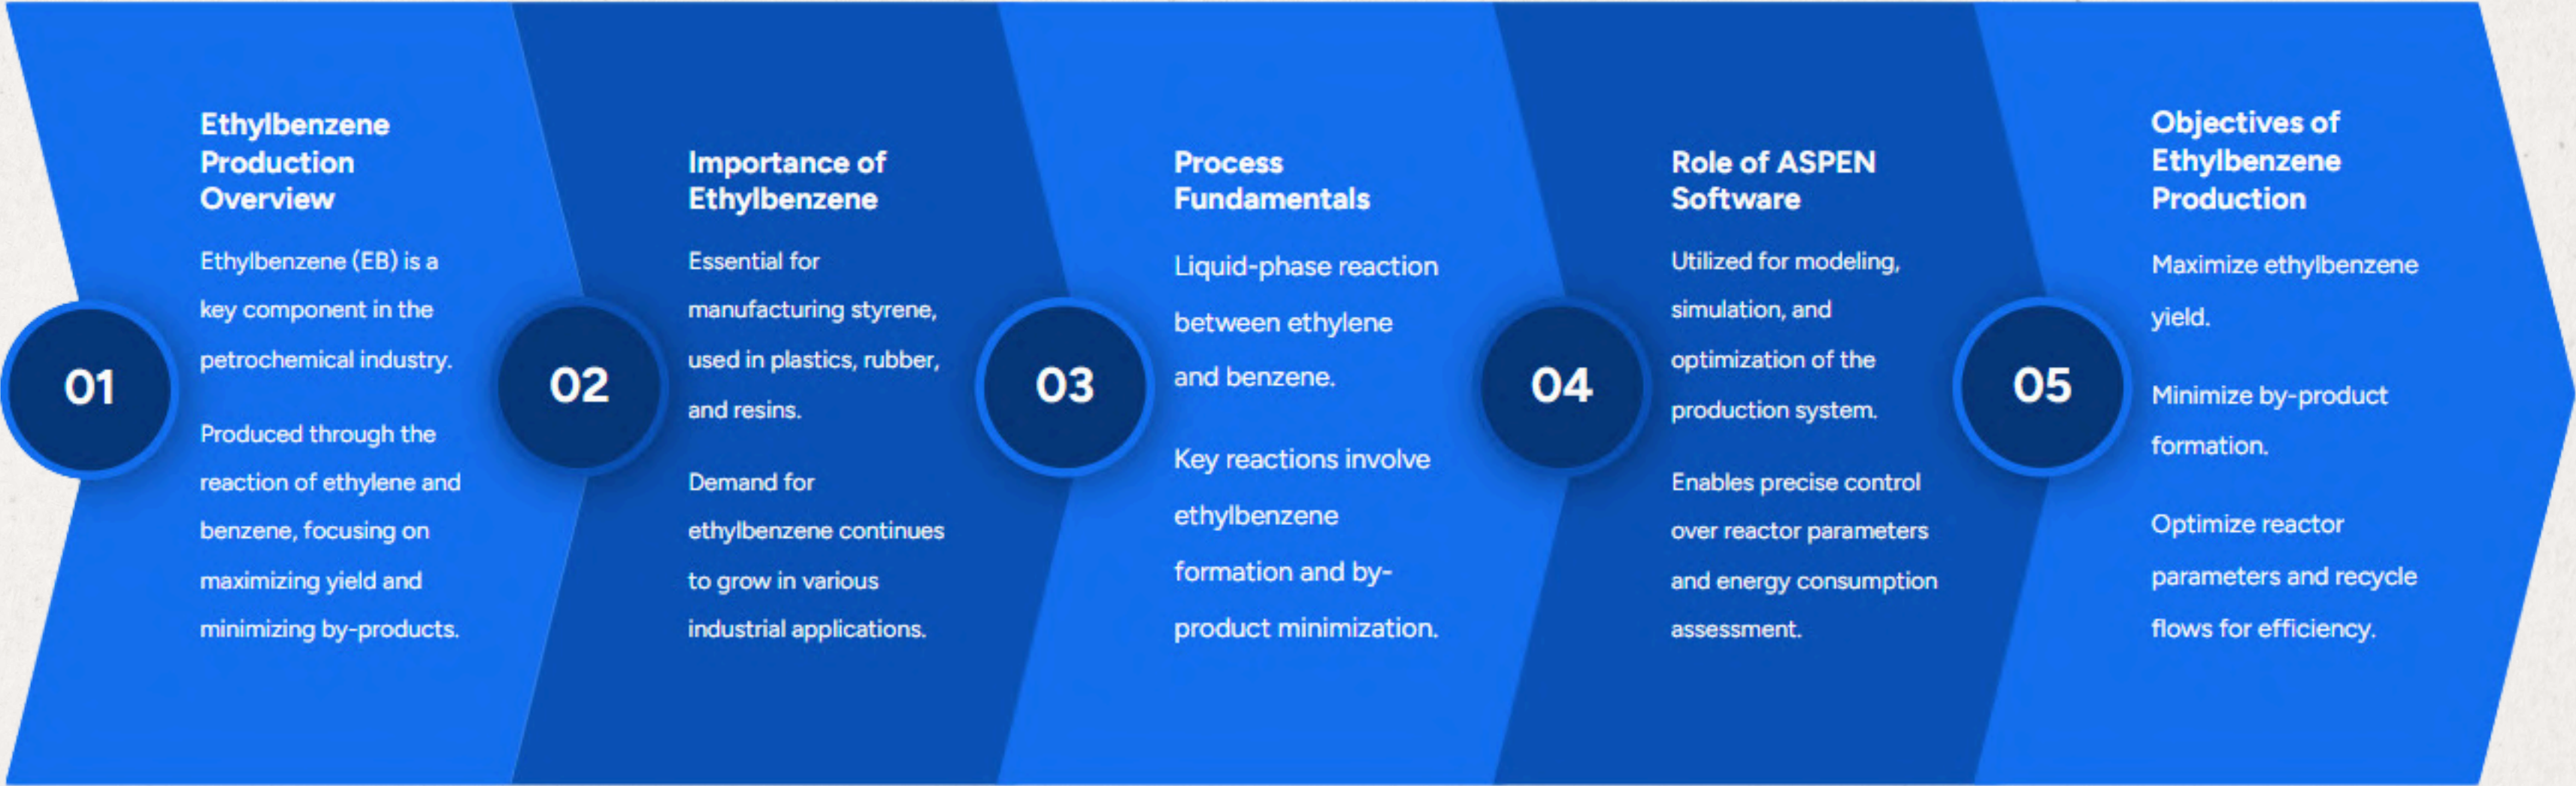 01
Ethylbenzene
Production
Overview
Ethylbenzene (EB) is a
key component in the
petrochemical industry.
Produced through the
reaction of ethylene and
benzene, focusing on
maximizing yield and
minimizing by-products.
02
Importance of
Ethylbenzene
Essential for
manufacturing styrene,
used in plastics, rubber,
and resins.
Demand for
ethylbenzene continues
to grow in various
industrial applications.
03
Process
Fundamentals
Liquid-phase reaction
between ethylene
and benzene.
Key reactions involve
ethylbenzene
formation and by-
product minimization.
04
Role of ASPEN
Software
Utilized for modeling,
simulation, and
optimization of the
production system.
Enables precise control
over reactor parameters
and energy consumption
assessment.
05
Objectives of
Ethylbenzene
Production
Maximize ethylbenzene
yield.
Minimize by-product
formation.
Optimize reactor
parameters and recycle
flows for efficiency.